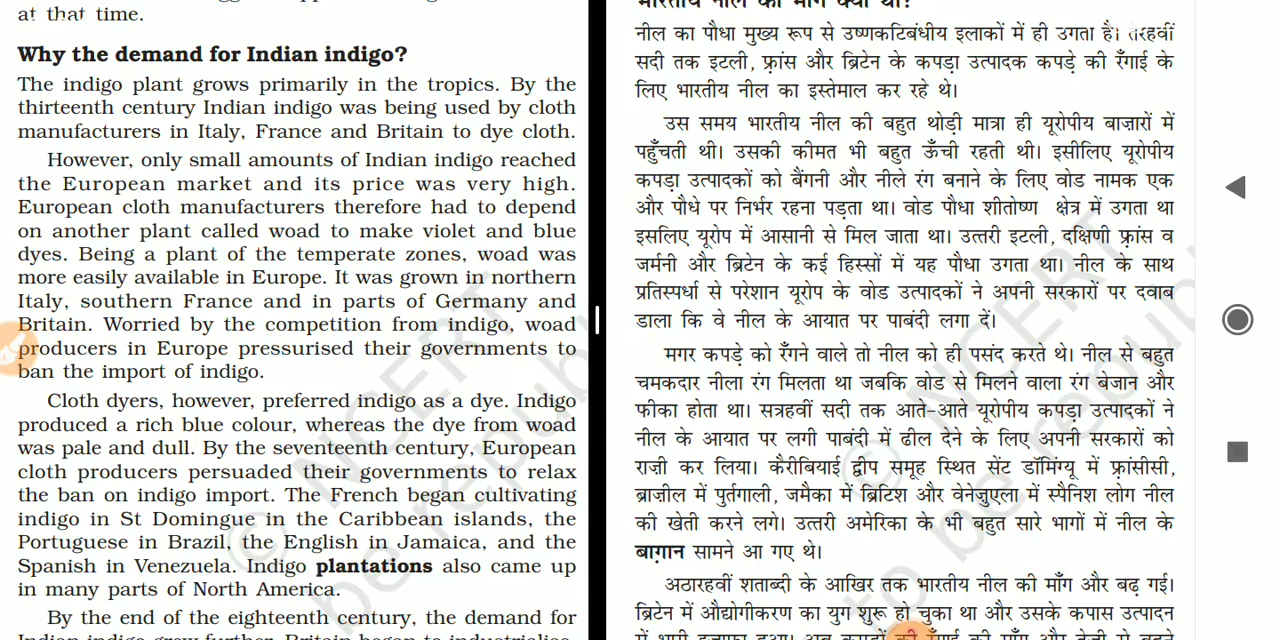 at that time.
Why the demand for Indian indigo?
The indigo plant grows primarily in the tropics. By the
thirteenth century Indian indigo was being used by cloth
manufacturers in Italy, France and Britain to dye cloth.
However, only small amounts of Indian indigo reached
the European market and its price was very high.
European cloth manufacturers therefore had to depend
on another plant called woad to make violet and blue
dyes. Being a plant of the temperate zones, woad was
more easily available in Europe. It was grown in northern
Italy, southern France and in parts of Germany and
Britain. Worried by the competition from indigo, woad
producers in Europe pressurised their governments to
ban the import of indigo.
Cloth dyers, however, preferred indigo as a dye. Indigo
produced a rich blue colour, whereas the dye from woad
was pale and dull. By the seventeenth century, European
cloth producers persuaded their governments to relax
the ban on indigo import. The French began cultivating
indigo in St Domingue in the Caribbean islands, the
Portuguese in Brazil, the English in Jamaica, and the
Spanish in Venezuela. Indigo plantations also came up
in many parts of North America.
By the end of the eighteenth century, the demand for
Indian indigo grew further. Britain began to industrialise,
भारतीय नील की माँग क्यों थी?
नील का पौधा मुख्य रूप से उष्णकटिबंधीय इलाकों में ही उगता है। तेरहवीं
सदी तक इटली, फ़्रांस और ब्रिटेन के कपड़ा उत्पादक कपड़े की रँगाई के
लिए भारतीय नील का इस्तेमाल कर रहे थे।
उस समय भारतीय नील की बहुत थोड़ी मात्रा ही यूरोपीय बाज़ारों में
पहुँचती थी। उसकी कीमत भी बहुत ऊँची रहती थी। इसीलिए यूरोपीय
कपड़ा उत्पादकों को बैंगनी और नीले रंग बनाने के लिए वोड नामक एक
और पौधे पर निर्भर रहना पड़ता था। वोड पौधा शीतोष्ण क्षेत्र में उगता था
इसलिए यूरोप में आसानी से मिल जाता था। उत्तरी इटली, दक्षिणी फ़्रांस व
जर्मनी और ब्रिटेन के कई हिस्सों में यह पौधा उगता था। नील के साथ
प्रतिस्पर्धा से परेशान यूरोप के वोड उत्पादकों ने अपनी सरकारों पर दवाब
डाला कि वे नील के आयात पर पाबंदी लगा दें।
मगर कपड़े को रँगने वाले तो नील को ही पसंद करते थे। नील से बहुत
चमकदार नीला रंग मिलता था जबकि वोड से मिलने वाला रंग बेजान और
फीका होता था। सत्रहवीं सदी तक आते-आते यूरोपीय कपड़ा उत्पादकों ने
नील के आयात पर लगी पाबंदी में ढील देने के लिए अपनी सरकारों को
राज़ी कर लिया। कैरीबियाई द्वीप समूह स्थित सेंट डॉमिंग्यू में फ़्रांसीसी,
ब्राज़ील में पुर्तगाली, जमैका में ब्रिटिश और वेनेजुएला में स्पैनिश लोग नील
की खेती करने लगे। उत्तरी अमेरिका के भी बहुत सारे भागों में नील के
बाग़ान सामने आ गए थे।
अठारहवीं शताब्दी के आखिर तक भारतीय नील की माँग और बढ़ गई।
ब्रिटेन में औद्योगीकरण का युग शुरू हो चुका था और उसके कपास उत्पादन
© NCERT
© NCERT
to be republ